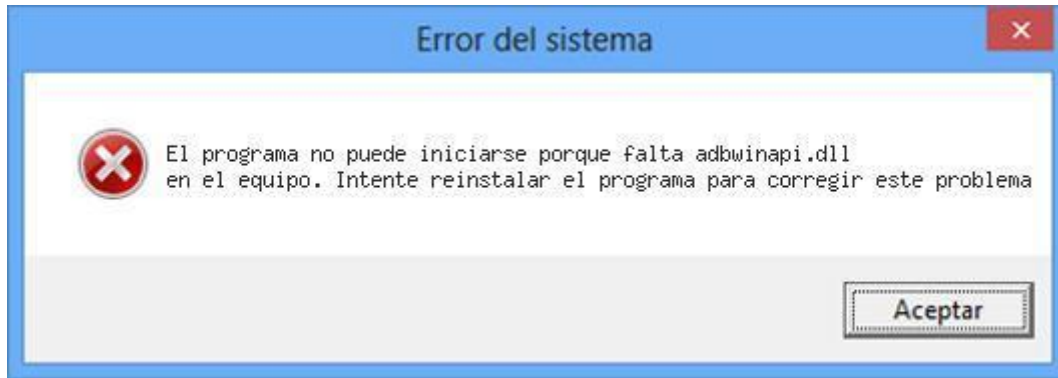 Error del sistema
El programa no puede iniciarse porque falta adbwinapi.dll
en el equipo. Intente reinstalar el programa para corregir este problema
Aceptar